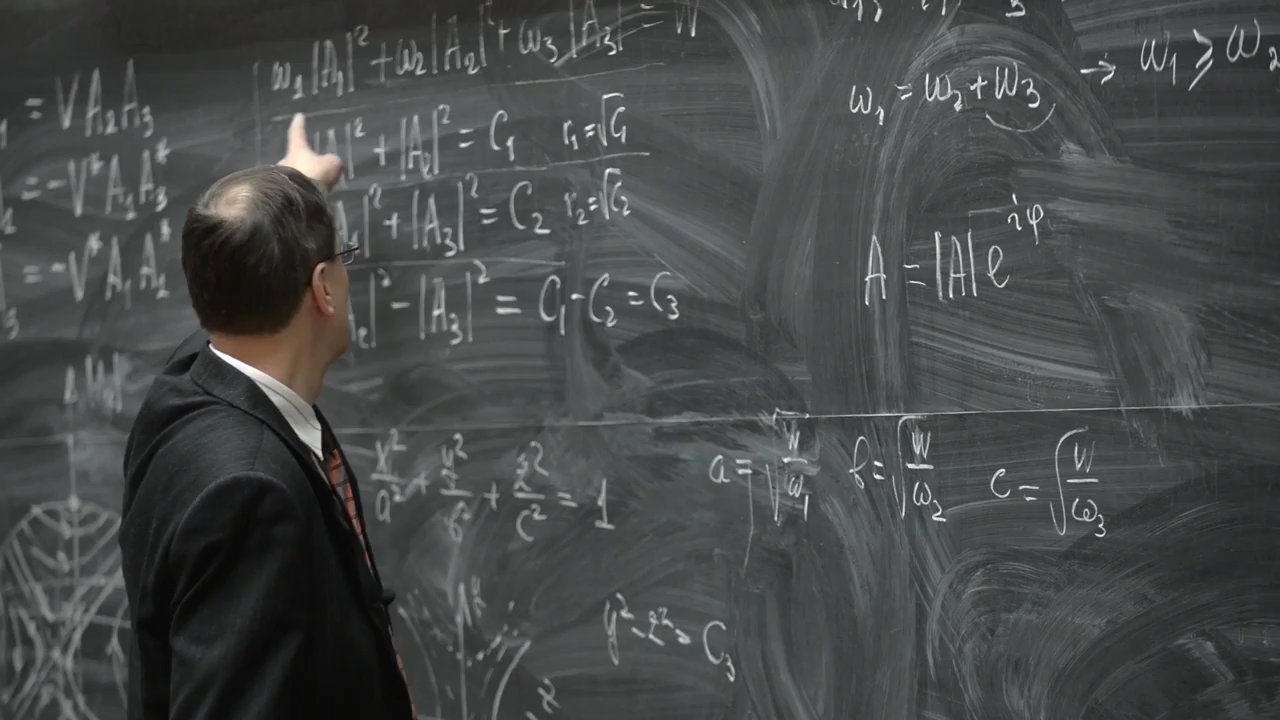 ω₁|A₁|² + ω₂|A₂|² + ω₃|A₃|² = W
= V A₂ A₃
|² + |A₂|² = C₁   r₁ = √C₁
= -V* A₁ A₃*
A₁|² + |A₃|² = C₂   r₂ = √C₂
= -V* A₁ A₂*
|² - |A₃|² = C₁ - C₂ = C₃
ω₁ = ω₂ + ω₃ → ω₁ ⩾ ω₂
A = |A| e^{iφ}
x²/a² + y²/b² + z²/c² = 1
a = √(W/ω₁)   b = √(W/ω₂)   c = √(W/ω₃)
y² - z² = C₃